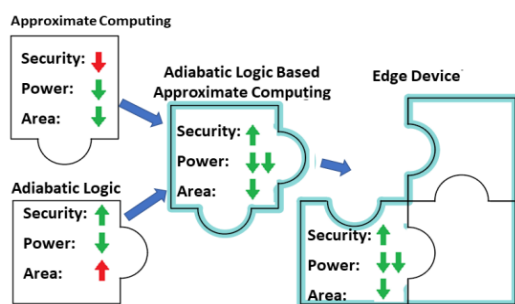 Approximate Computing
Security:
Power:
Area:
Adiabatic Logic
Security:
Power:
Area:
Adiabatic Logic Based
Approximate Computing
Security:
Power:
Area:
Edge Device
Security:
Power:
Area: